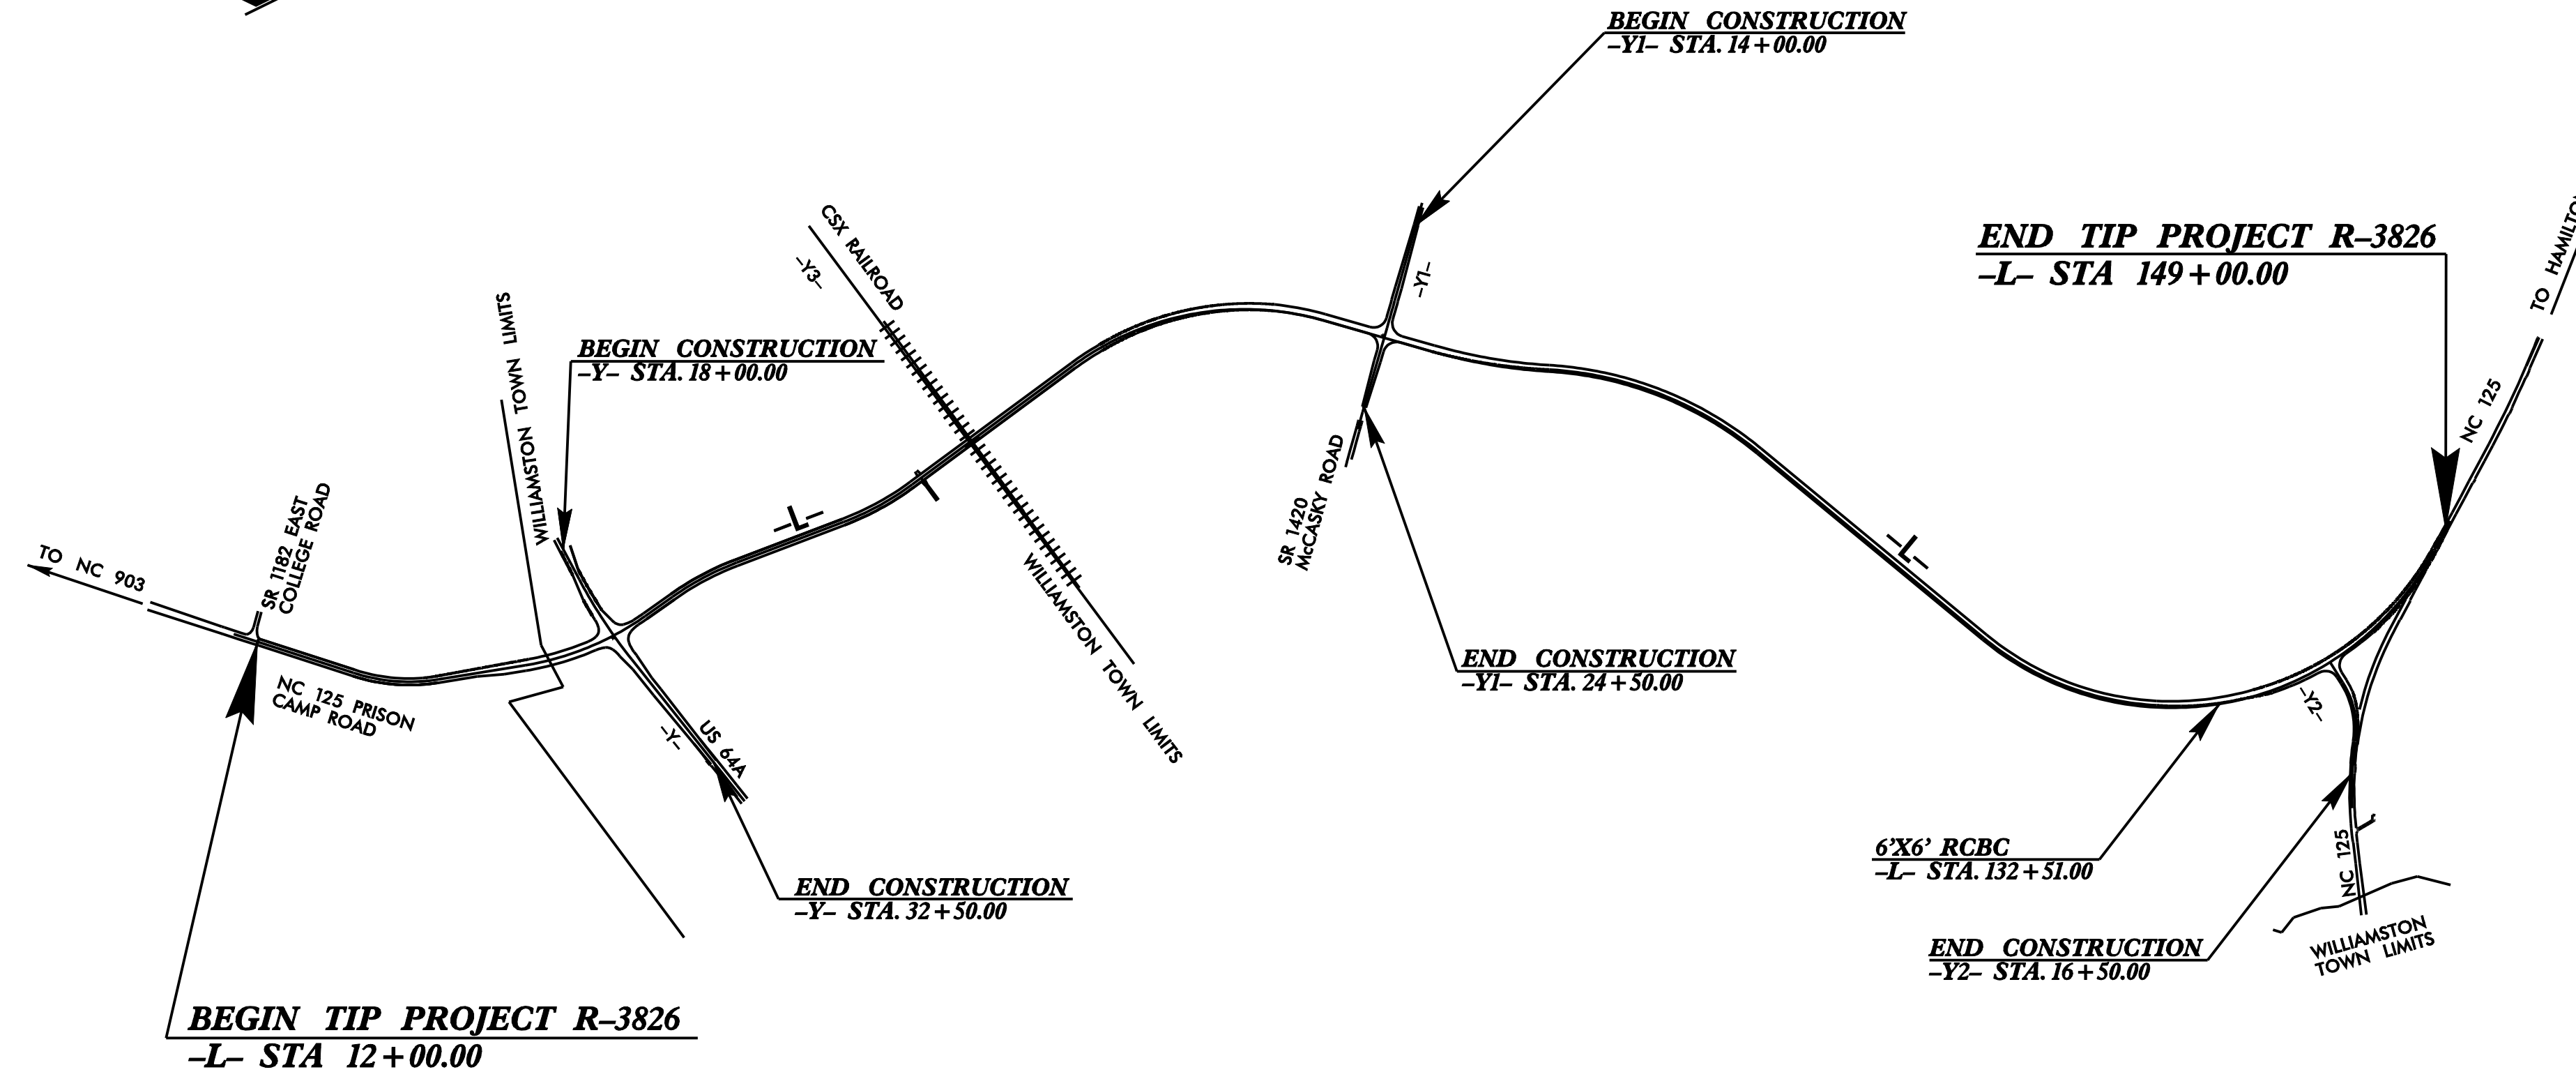 BEGIN CONSTRUCTION
–Y1– STA. 14+00.00
END TIP PROJECT R–3826
–L– STA 149+00.00
TO HAMILTON
CSX RAILROAD
–Y3–
–Y1–
WILLIAMSTON TOWN LIMITS
BEGIN CONSTRUCTION
–Y– STA. 18+00.00
NC 125
SR 1420
McCASKY ROAD
SR 1182 EAST
COLLEGE ROAD
–L–
–L–
TO NC 903
WILLIAMSTON TOWN LIMITS
NC 125 PRISON
CAMP ROAD
US 64A
–Y–
END CONSTRUCTION
–Y1– STA. 24+50.00
–Y2–
6'X6' RCBC
–L– STA. 132+51.00
NC 125
END CONSTRUCTION
–Y– STA. 32+50.00
END CONSTRUCTION
–Y2– STA. 16+50.00
WILLIAMSTON
TOWN LIMITS
BEGIN TIP PROJECT R–3826
–L– STA 12+00.00